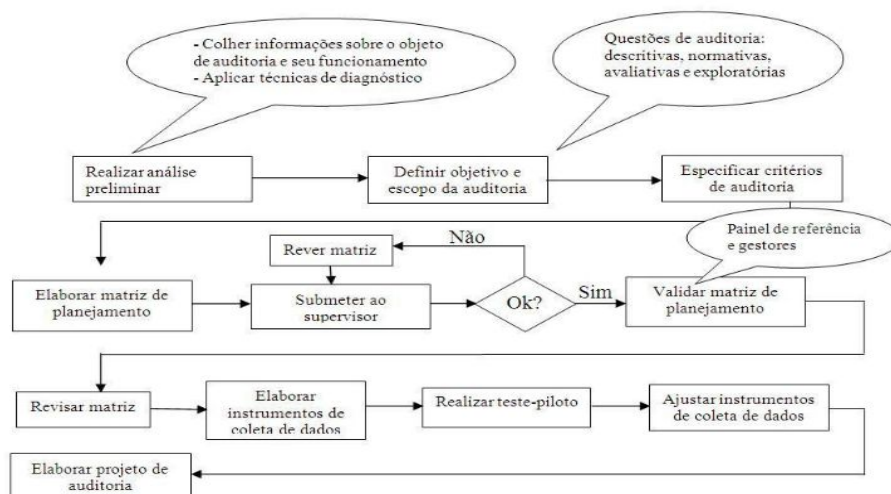 - Colher informações sobre o objeto
de auditoria e seu funcionamento
- Aplicar técnicas de diagnóstico
Questões de auditoria:
descritivas, normativas,
avaliativas e exploratórias
Realizar análise
preliminar
Definir objetivo e
escopo da auditoria
Especificar critérios
de auditoria
Painel de referência
e gestores
Rever matriz
Não
Elaborar matriz de
planejamento
Submeter ao
supervisor
Ok?
Sim
Validar matriz de
planejamento
Revisar matriz
Elaborar
instrumentos de
coleta de dados
Realizar teste-piloto
Ajustar instrumentos
de coleta de dados
Elaborar projeto de
auditoria